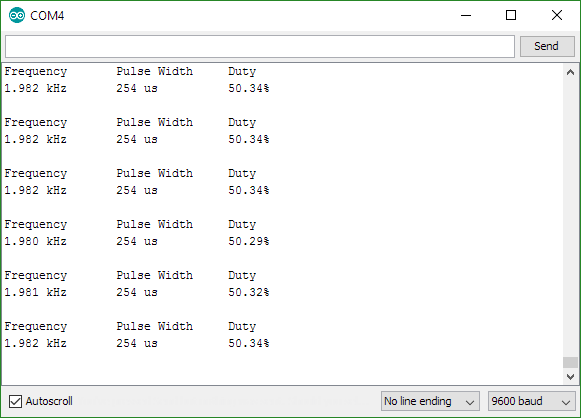 COM4
Send
Frequency Pulse Width Duty
1.982 kHz 254 us 50.34%
Frequency Pulse Width Duty
1.982 kHz 254 us 50.34%
Frequency Pulse Width Duty
1.982 kHz 254 us 50.34%
Frequency Pulse Width Duty
1.980 kHz 254 us 50.29%
Frequency Pulse Width Duty
1.981 kHz 254 us 50.32%
Frequency Pulse Width Duty
1.982 kHz 254 us 50.34%
Autoscroll No line ending 9600 baud